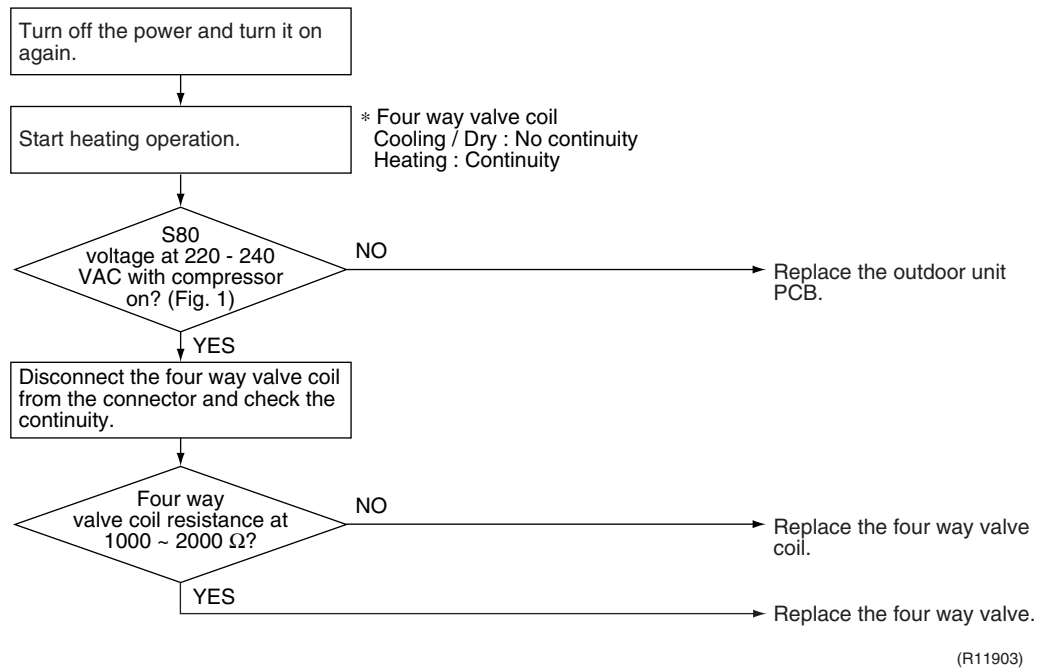 Turn off the power and turn it on
again.
Start heating operation.
* Four way valve coil
Cooling / Dry : No continuity
Heating : Continuity
S80
voltage at 220 - 240
VAC with compressor
on? (Fig. 1)
NO
Replace the outdoor unit
PCB.
YES
Disconnect the four way valve coil
from the connector and check the
continuity.
Four way
valve coil resistance at
1000 ~ 2000 Ω?
NO
Replace the four way valve
coil.
YES
Replace the four way valve.
(R11903)